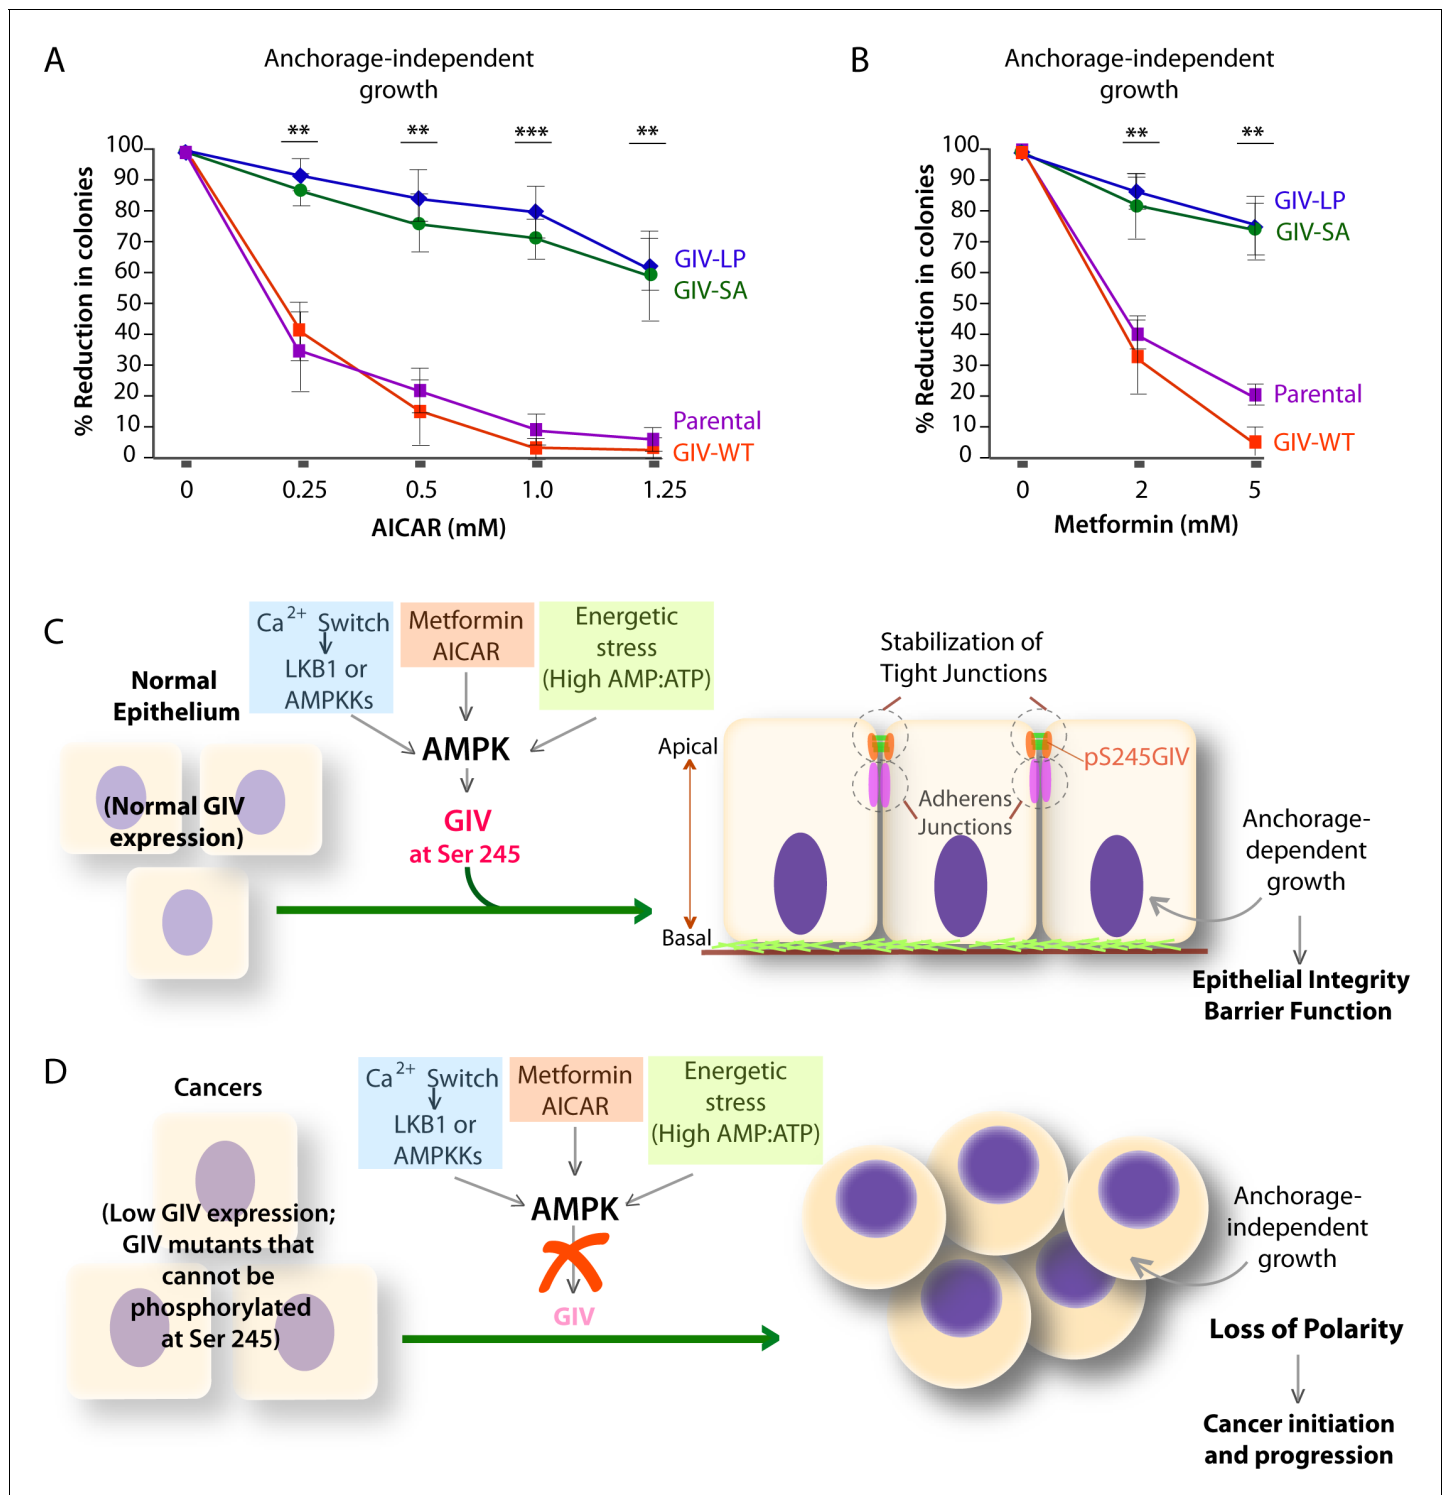 A
Anchorage-independent
growth
** ** *** **
% Reduction in colonies
100
90
80
70
60
50
40
30
20
10
0
GIV-LP
GIV-SA
Parental
GIV-WT
0 0.25 0.5 1.0 1.25
AICAR (mM)
B
Anchorage-independent
growth
** **
% Reduction in colonies
100
90
80
70
60
50
40
30
20
10
0
GIV-LP
GIV-SA
Parental
GIV-WT
0 2 5
Metformin (mM)
C
Normal
Epithelium
(Normal GIV
expression)
Ca2+ Switch
LKB1 or
AMPKKs
Metformin
AICAR
Energetic
stress
(High AMP:ATP)
AMPK
GIV
at Ser 245
Stabilization of
Tight Junctions
Apical
Basal
pS245GIV
Adherens
Junctions
Anchorage-
dependent
growth
Epithelial Integrity
Barrier Function
D
Cancers
(Low GIV expression;
GIV mutants that
cannot be
phosphorylated
at Ser 245)
Ca2+ Switch
LKB1 or
AMPKKs
Metformin
AICAR
Energetic
stress
(High AMP:ATP)
AMPK
GIV
Anchorage-
independent
growth
Loss of Polarity
Cancer initiation
and progression